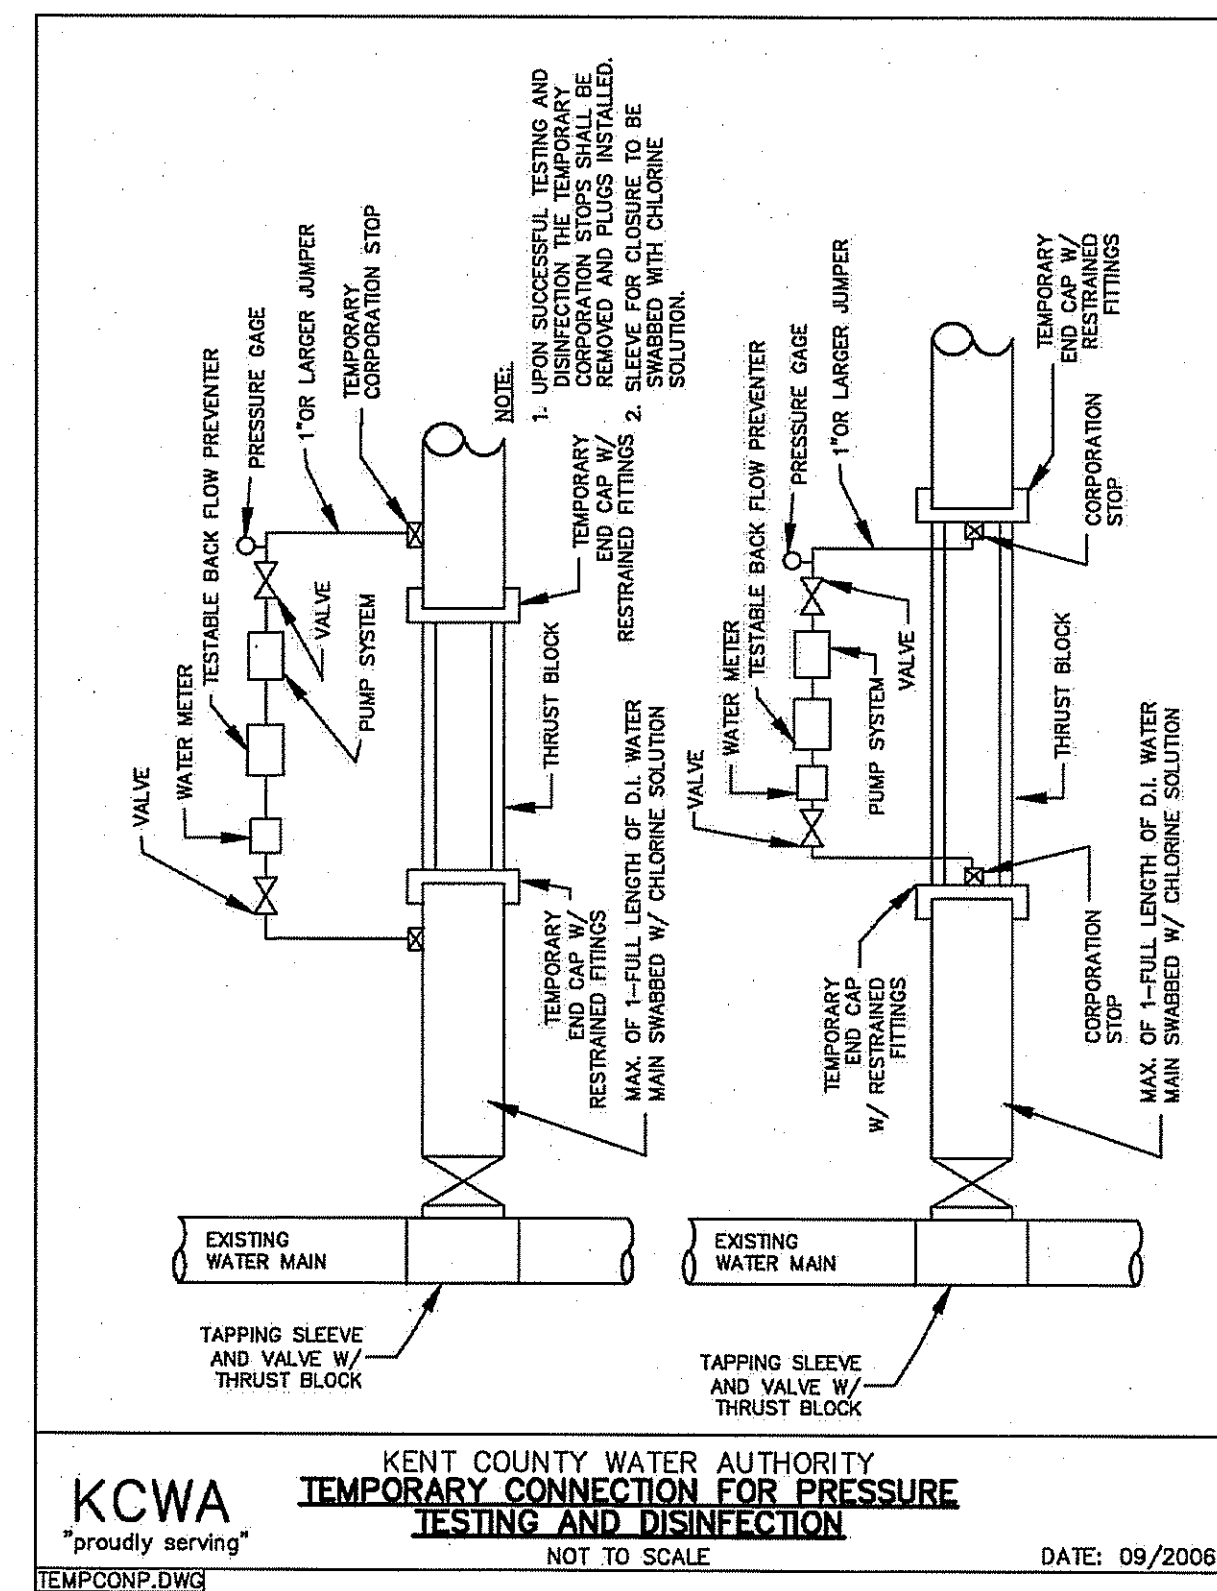 VALVE
WATER METER
TESTABLE BACK FLOW PREVENTER
PRESSURE GAGE
1"OR LARGER JUMPER
TEMPORARY
CORPORATION STOP
PUMP SYSTEM
VALVE
NOTE:
1. UPON SUCCESSFUL TESTING AND
DISINFECTION THE TEMPORARY
CORPORATION STOPS SHALL BE
REMOVED AND PLUGS INSTALLED.
2. SLEEVE FOR CLOSURE TO BE
SWABBED WITH CHLORINE
SOLUTION.
TEMPORARY
END CAP W/
RESTRAINED FITTINGS
THRUST BLOCK
TEMPORARY
END CAP W/
RESTRAINED FITINGS
MAX. OF 1-FULL LENGTH OF D.I. WATER
MAIN SWABBED W/ CHLORINE SOLUTION
EXISTING
WATER MAIN
TAPPING SLEEVE
AND VALVE W/
THRUST BLOCK
VALVE
WATER METER
TESTABLE BACK FLOW PREVENTER
PRESSURE GAGE
1"OR LARGER JUMPER
PUMP SYSTEM
VALVE
TEMPORARY
END CAP W/
RESTRAINED
FITTINGS
CORPORATION
STOP
THRUST BLOCK
TEMPORARY
END CAP
W/ RESTRAINED
FITTINGS
CORPORATION
STOP
MAX. OF 1-FULL LENGTH OF D.I. WATER
MAIN SWABBED W/ CHLORINE SOLUTION
EXISTING
WATER MAIN
TAPPING SLEEVE
AND VALVE W/
THRUST BLOCK
KCWA
"proudly serving"
KENT COUNTY WATER AUTHORITY
TEMPORARY CONNECTION FOR PRESSURE
TESTING AND DISINFECTION
NOT TO SCALE
DATE: 09/2006
TEMPCONP.DWG